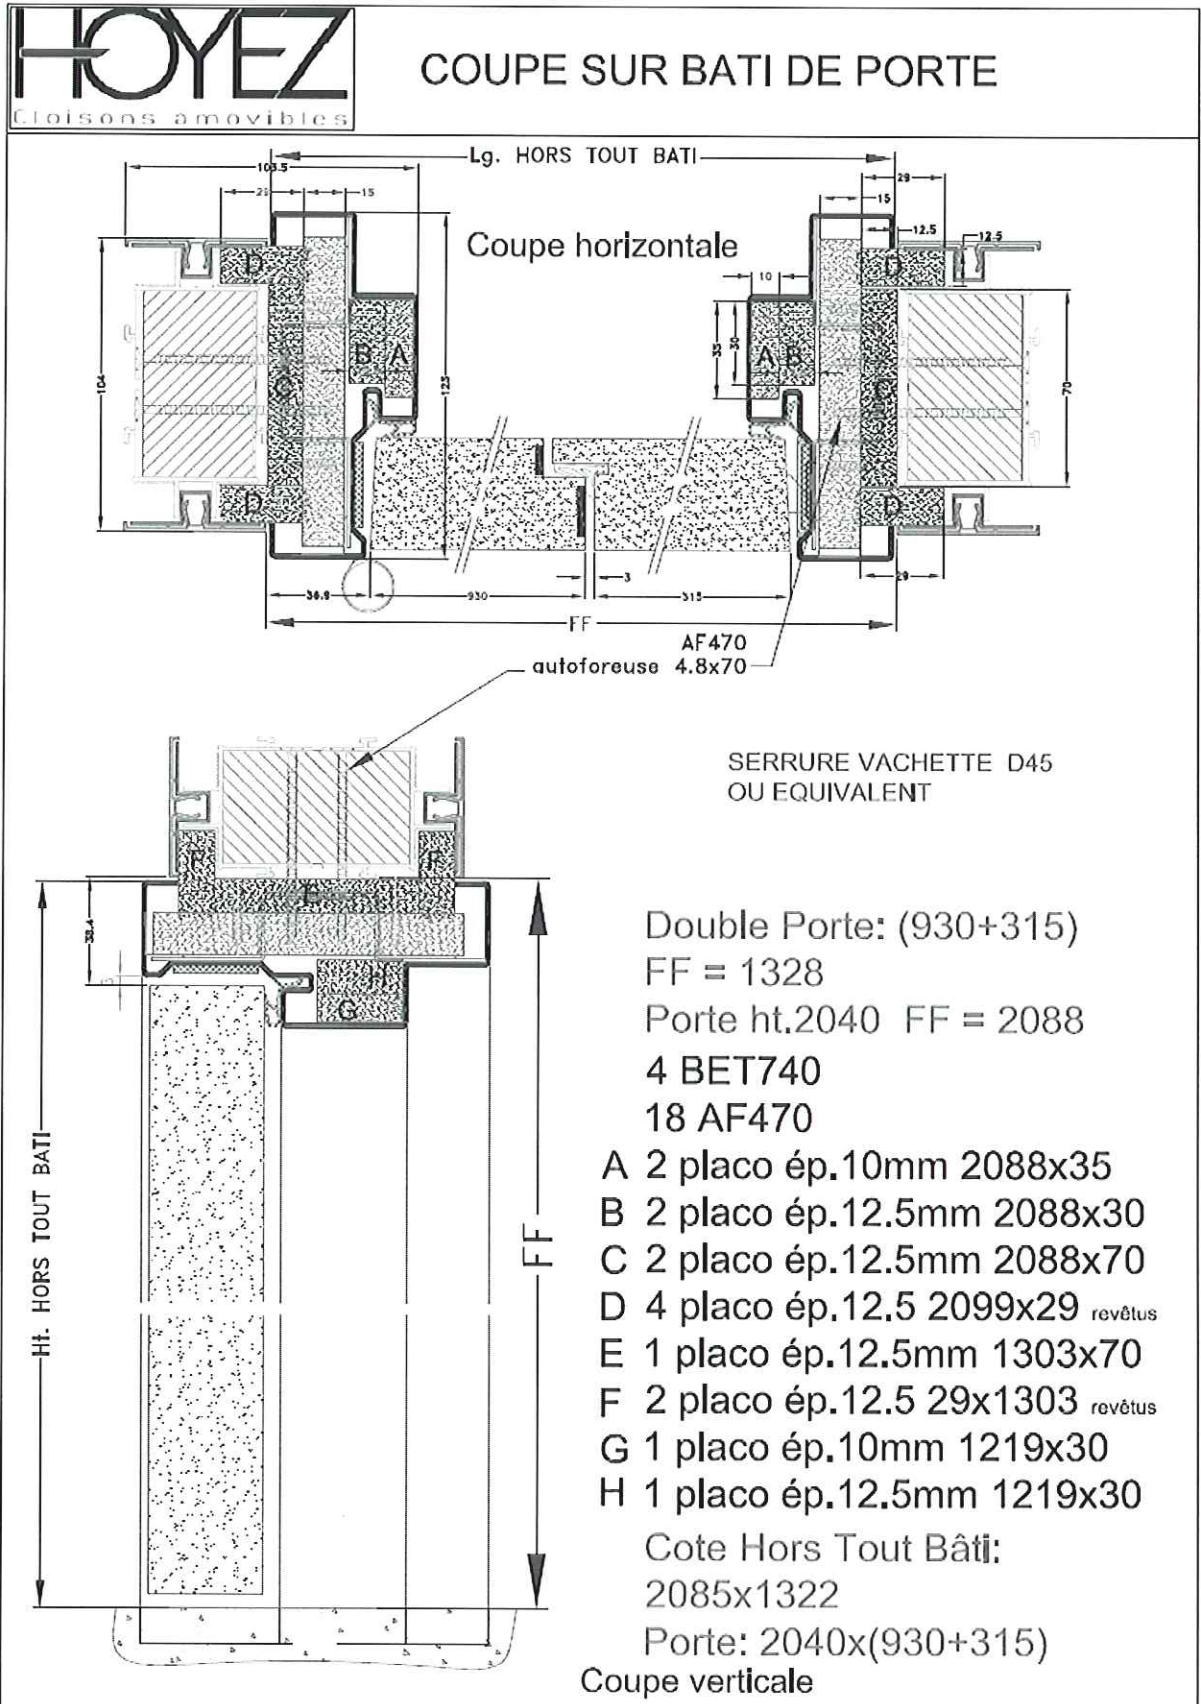 HOYEZ
Cloisons amovibles
COUPE SUR BATI DE PORTE
Lg. HORS TOUT BATI
103.5
29
15
29
15
12.5
12.5
Coupe horizontale
D
D
10
B
A
A
B
35
30
C
104
123
70
D
D
36.9
930
3
315
29
FF
AF470
autoforeuse 4.8x70
SERRURE VACHETTE D45
OU EQUIVALENT
F
F
E
38.4
H
G
Ht. HORS TOUT BATI
FF
Double Porte: (930+315)
FF = 1328
Porte ht.2040 FF = 2088
4 BET740
18 AF470
A 2 placo ép.10mm 2088x35
B 2 placo ép.12.5mm 2088x30
C 2 placo ép.12.5mm 2088x70
D 4 placo ép.12.5 2099x29 revêtus
E 1 placo ép.12.5mm 1303x70
F 2 placo ép.12.5 29x1303 revêtus
G 1 placo ép.10mm 1219x30
H 1 placo ép.12.5mm 1219x30
Cote Hors Tout Bâti:
2085x1322
Porte: 2040x(930+315)
Coupe verticale